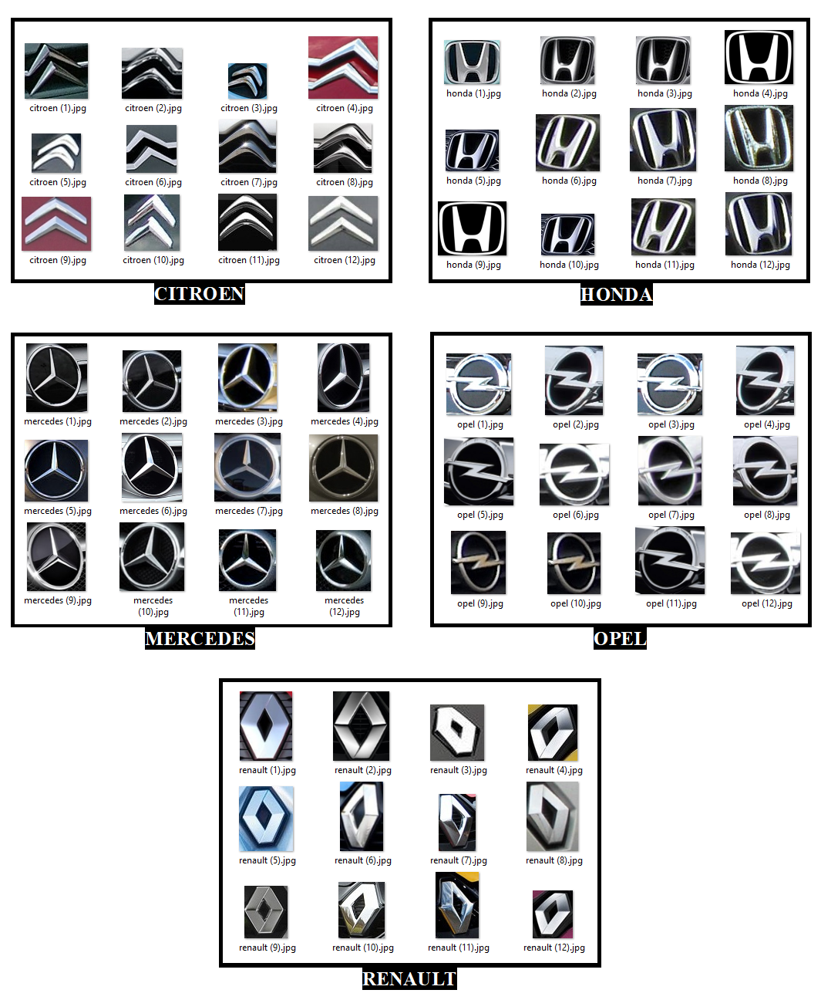 citroen (1).jpg citroen (2).jpg citroen (3).jpg citroen (4).jpg
citroen (5).jpg citroen (6).jpg citroen (7).jpg citroen (8).jpg
citroen (9).jpg citroen (10).jpg citroen (11).jpg citroen (12).jpg
CITROEN
honda (1).jpg honda (2).jpg honda (3).jpg honda (4).jpg
honda (5).jpg honda (6).jpg honda (7).jpg honda (8).jpg
honda (9).jpg honda (10).jpg honda (11).jpg honda (12).jpg
HONDA
mercedes (1).jpg mercedes (2).jpg mercedes (3).jpg mercedes (4).jpg
mercedes (5).jpg mercedes (6).jpg mercedes (7).jpg mercedes (8).jpg
mercedes (9).jpg mercedes mercedes mercedes
(10).jpg (11).jpg (12).jpg
MERCEDES
opel (1).jpg opel (2).jpg opel (3).jpg opel (4).jpg
opel (5).jpg opel (6).jpg opel (7).jpg opel (8).jpg
opel (9).jpg opel (10).jpg opel (11).jpg opel (12).jpg
OPEL
renault (1).jpg renault (2).jpg renault (3).jpg renault (4).jpg
renault (5).jpg renault (6).jpg renault (7).jpg renault (8).jpg
renault (9).jpg renault (10).jpg renault (11).jpg renault (12).jpg
RENAULT